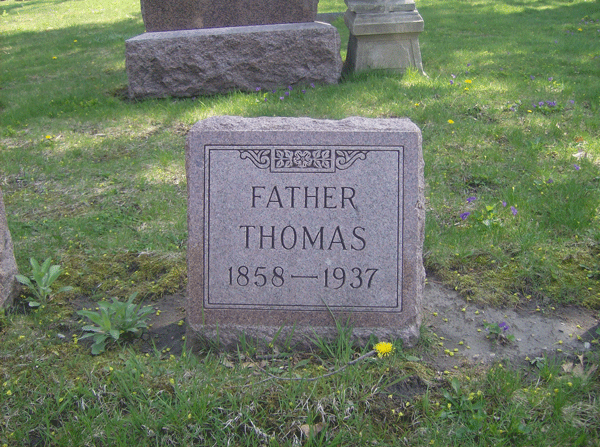 FATHER
THOMAS
1858 — 1937